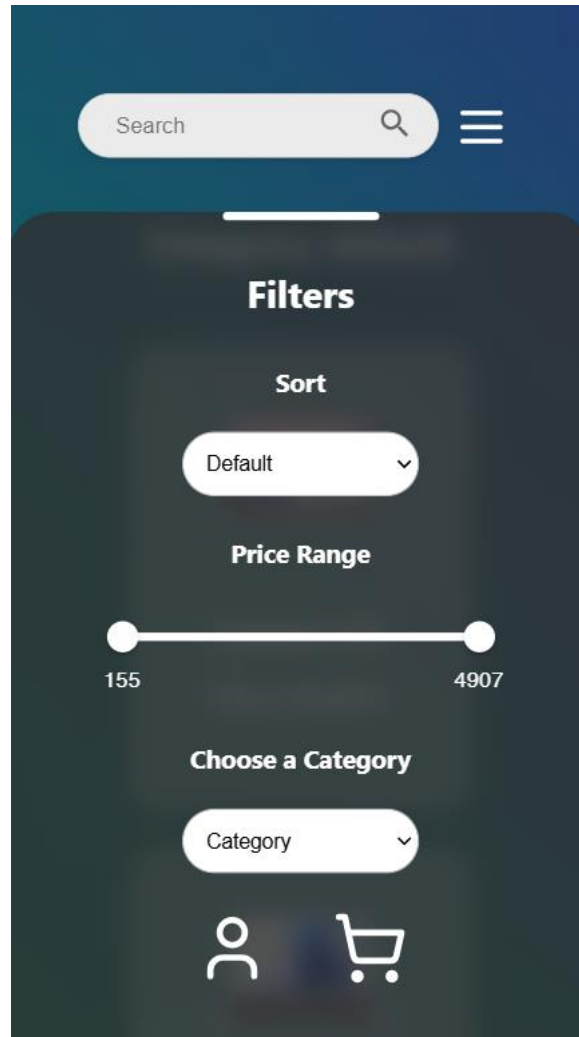 Search
Filters
Sort
Default
Price Range
155 4907
Choose a Category
Category